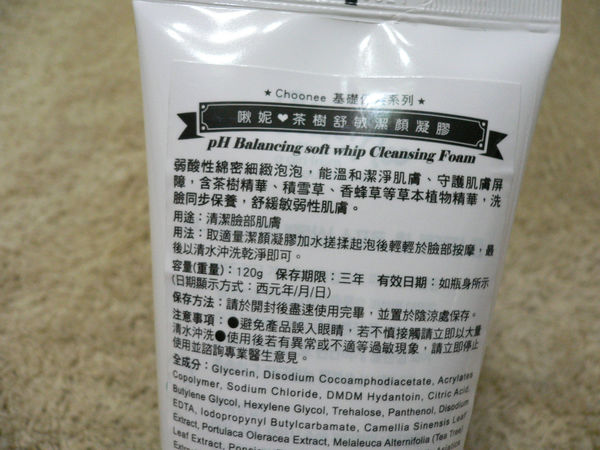 ★ Choonee 基礎保養系列 ★
啾妮❤茶樹舒敏潔顏凝膠
pH Balancing soft whip Cleansing Foam
弱酸性綿密細緻泡泡，能溫和潔淨肌膚、守護肌膚屏
障，含茶樹精華、積雪草、香蜂草等草本植物精華，洗
臉同步保養，舒緩敏弱性肌膚。
用途：清潔臉部肌膚
用法：取適量潔顏凝膠加水搓揉起泡後輕輕於臉部按摩，最
後以清水沖洗乾淨即可。
容量(重量)：120g 保存期限：三年 有效日期：如瓶身所示
(日期顯示方式：西元年/月/日)
保存方法：請於開封後盡速使用完畢，並置於陰涼處保存。
注意事項：●避免產品誤入眼睛，若不慎接觸請立即以大量
清水沖洗●使用後若有異常或不適等過敏現象，請立即停止
使用並諮詢專業醫生意見。
全成分：Glycerin, Disodium Cocoamphodiacetate, Acrylates
Copolymer, Sodium Chloride, DMDM Hydantoin, Citric Acid,
Butylene Glycol, Hexylene Glycol, Trehalose, Panthenol, Disodium
EDTA, Iodopropynyl Butylcarbamate, Camellia Sinensis Leaf
Extract, Portulaca Oleracea Extract, Melaleuca Alternifolia (Tea Tree)
Leaf Extract,